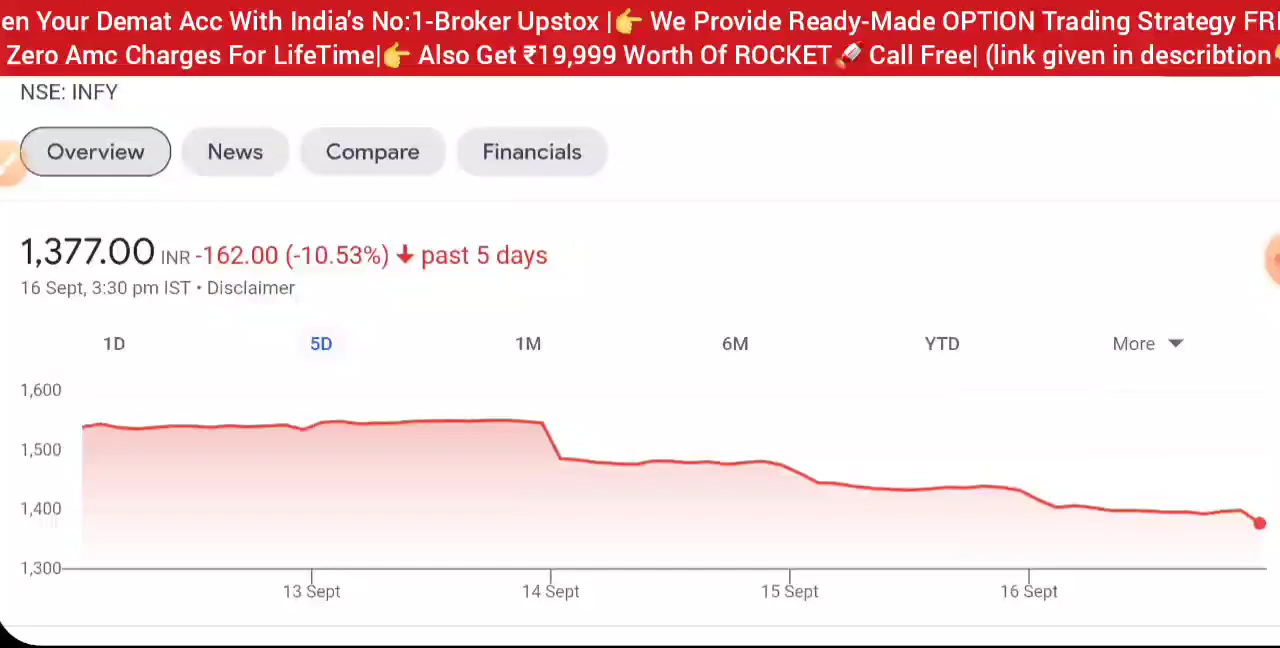 en Your Demat Acc With India's No:1-Broker Upstox |👉 We Provide Ready-Made OPTION Trading Strategy FR
Zero Amc Charges For LifeTime|👉 Also Get ₹19,999 Worth Of ROCKET🚀 Call Free| (link given in describtion
NSE: INFY
Overview News Compare Financials
1,377.00 INR -162.00 (-10.53%) ↓ past 5 days
16 Sept, 3:30 pm IST • Disclaimer
1D 5D 1M 6M YTD More
1,600
1,500
1,400
1,300
13 Sept 14 Sept 15 Sept 16 Sept